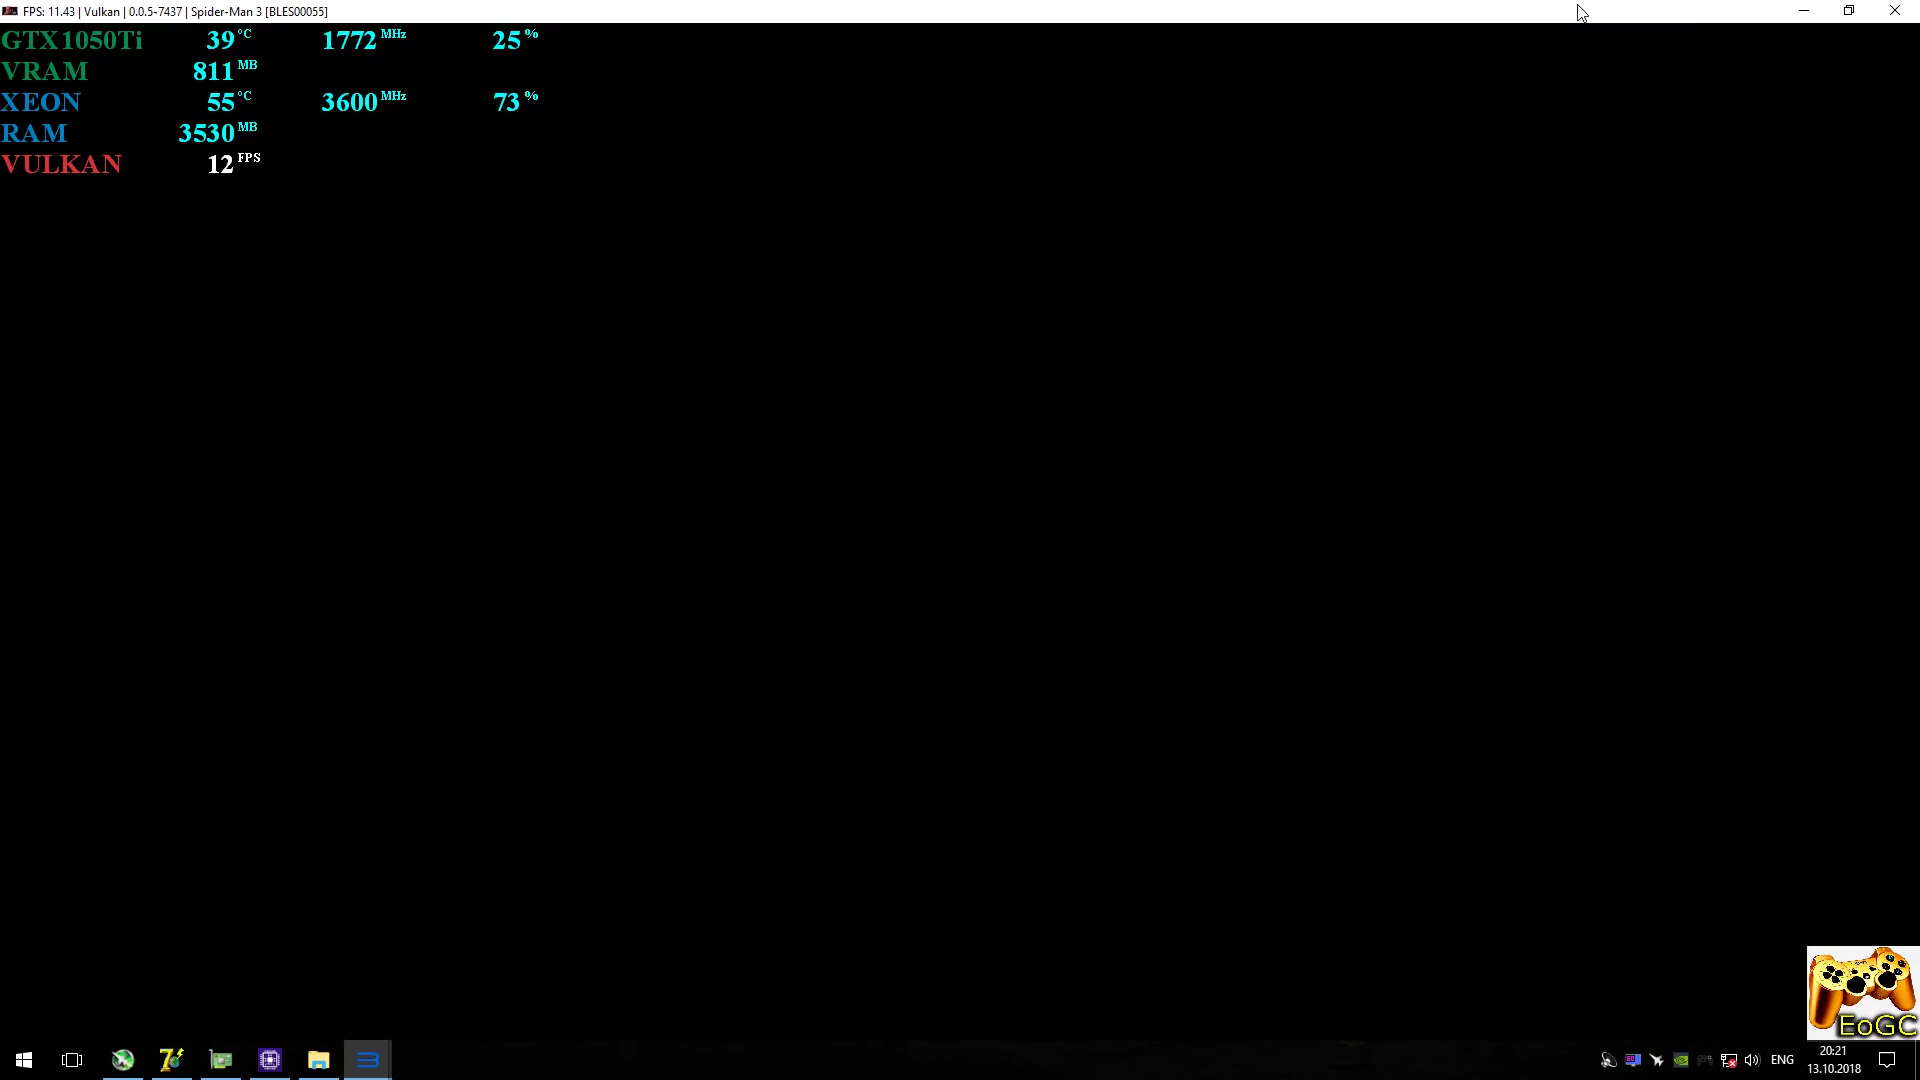 FPS: 11.43 | Vulkan | 0.0.5-7437 | Spider-Man 3 [BLES00055]
GTX1050Ti 39 °C 1772 MHz 25 %
VRAM 811 MB
XEON 55 °C 3600 MHz 73 %
RAM 3530 MB
VULKAN 12 FPS
EoGC
ENG
20:21
13.10.2018